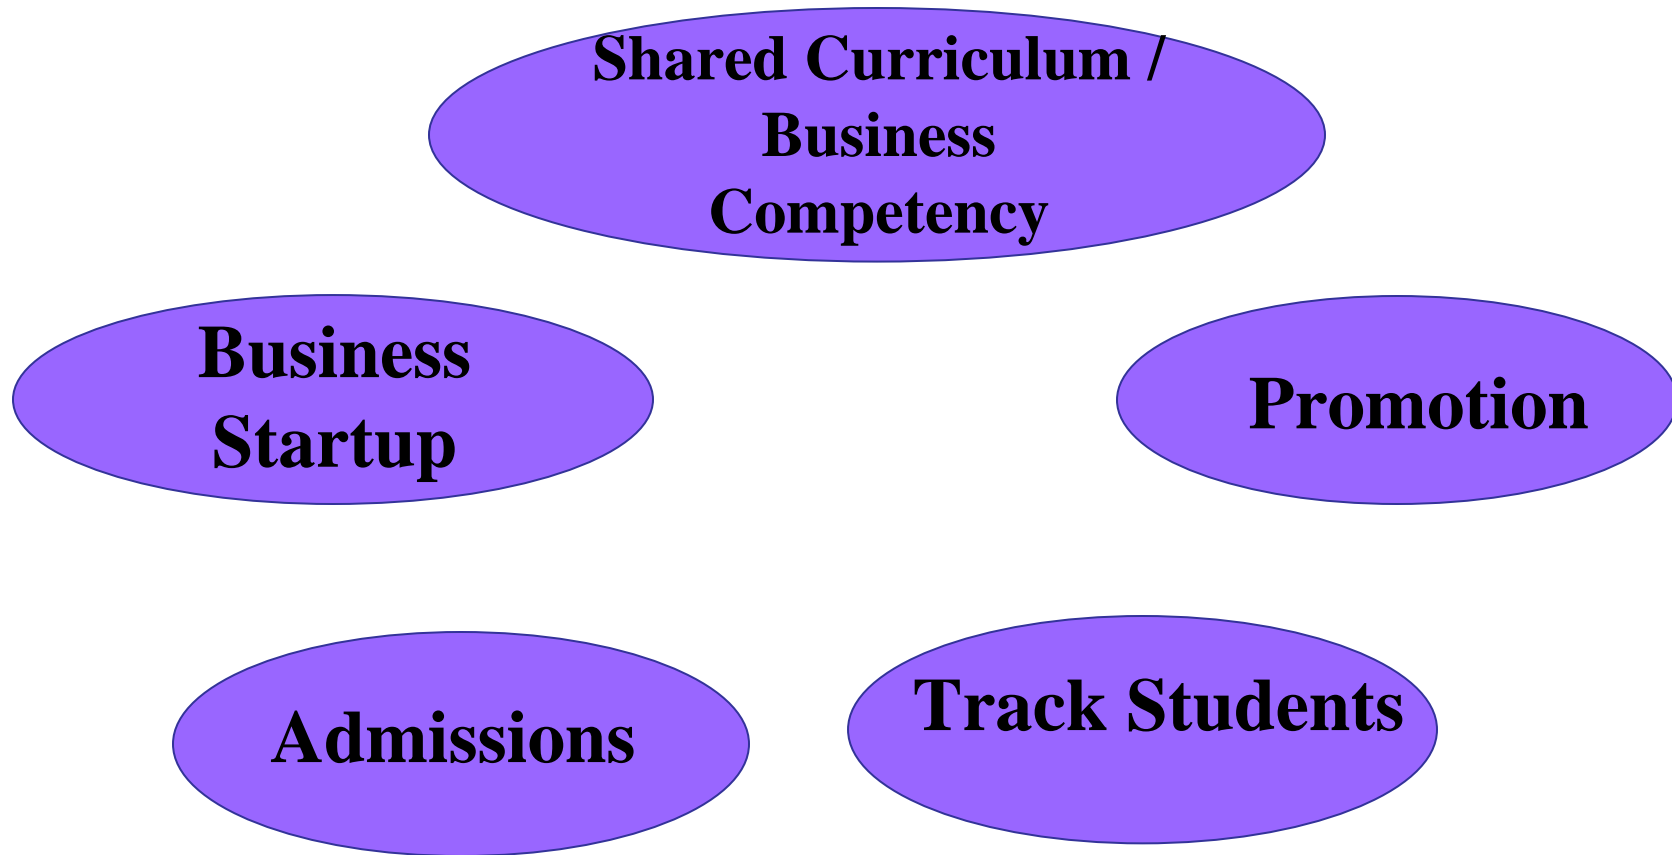 Shared Curriculum /
Business
Competency
Business
Startup
Promotion
Admissions
Track Students